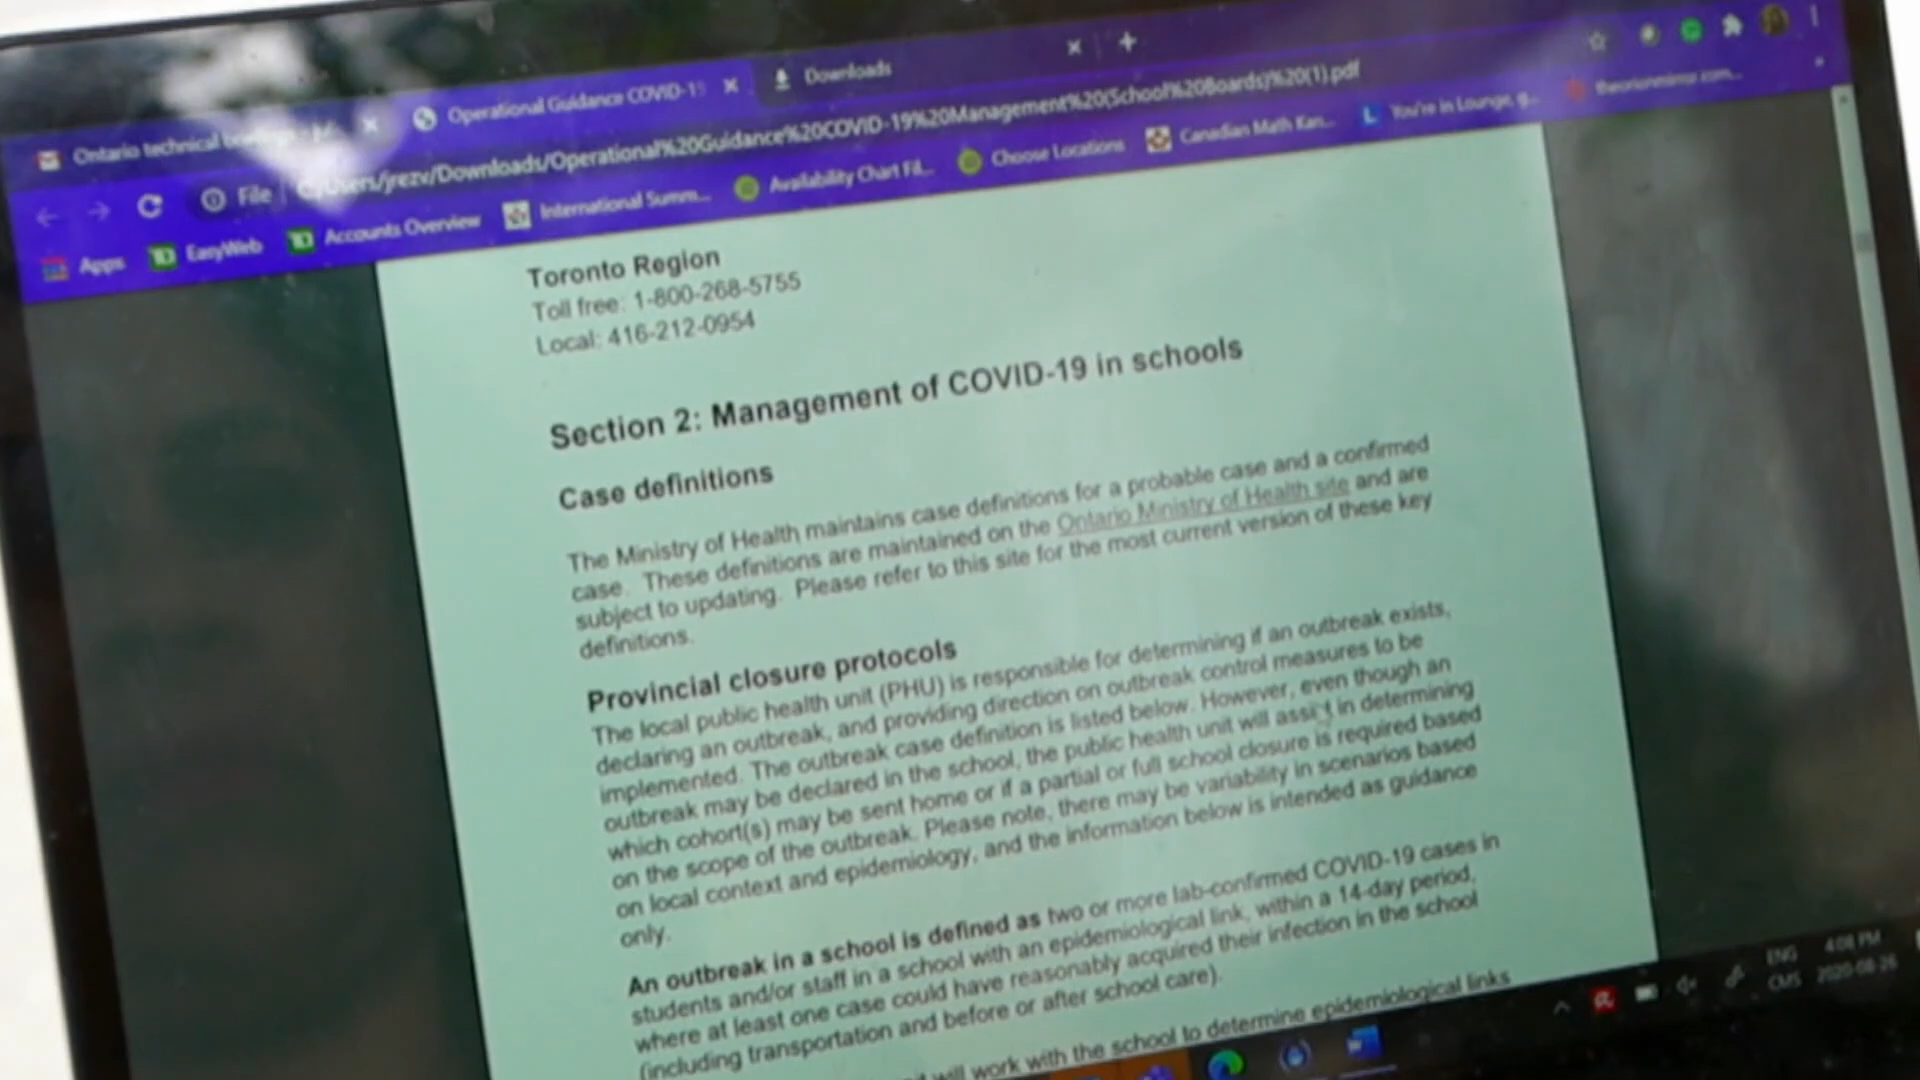 Ontario technical
Operational Guidance COVID-1
Downloads
File
Users/jrezv/Downloads/Operational%20Guidance%20COVID-19%20Management%20(School%20Boards)%20(1).pdf
Apps
EasyWeb
Accounts Overview
International Summ...
Availability Chart Fil...
Choose Locations
Canadian Math Kan...
You're in Lounge, g...
Toronto Region
Toll free: 1-800-268-5755
Local: 416-212-0954
Section 2: Management of COVID-19 in schools
Case definitions
The Ministry of Health maintains case definitions for a probable case and a confirmed
case. These definitions are maintained on the Ontario Ministry of Health site and are
subject to updating. Please refer to this site for the most current version of these key
definitions.
Provincial closure protocols
The local public health unit (PHU) is responsible for determining if an outbreak exists,
declaring an outbreak, and providing direction on outbreak control measures to be
implemented. The outbreak case definition is listed below. However, even though an
outbreak may be declared in the school, the public health unit will assist in determining
which cohort(s) may be sent home or if a partial or full school closure is required based
on the scope of the outbreak. Please note, there may be variability in scenarios based
on local context and epidemiology, and the information below is intended as guidance
only.
An outbreak in a school is defined as two or more lab-confirmed COVID-19 cases in
students and/or staff in a school with an epidemiological link, within a 14-day period,
where at least one case could have reasonably acquired their infection in the school
(including transportation and before or after school care).
will work with the school to determine epidemiological links
ENG
CMS
4:08 PM
2020-08-26